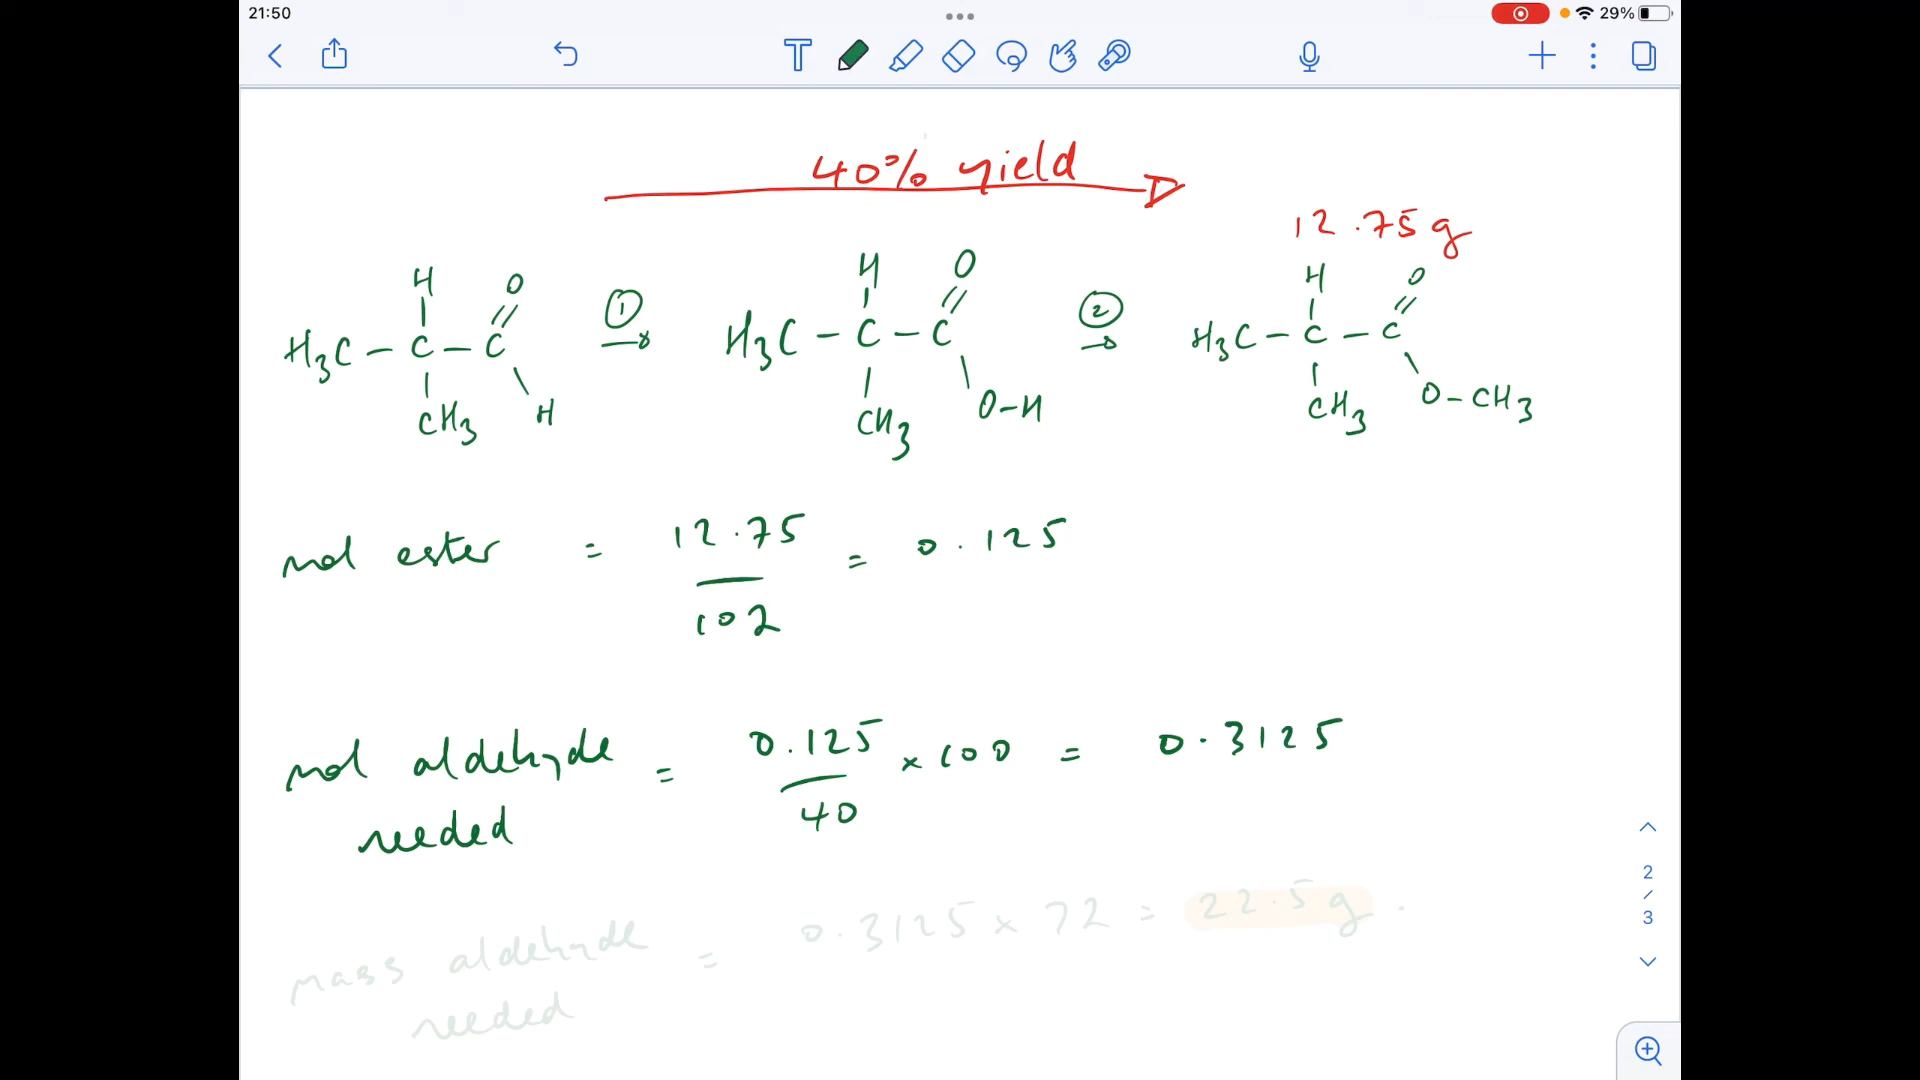 21:50
29%
T
40% yield
12.75 g
H O H O H O
H3C - C - C ① H3C - C - C ② H3C - C - C
CH3 H CH3 O-H CH3 O - CH3
mol ester = 12.75 / 102 = 0.125
mol aldehyde needed = 0.125 / 40 × 100 = 0.3125
mass aldehyde needed = 0.3125 × 72 = 22.5 g .
2 / 3